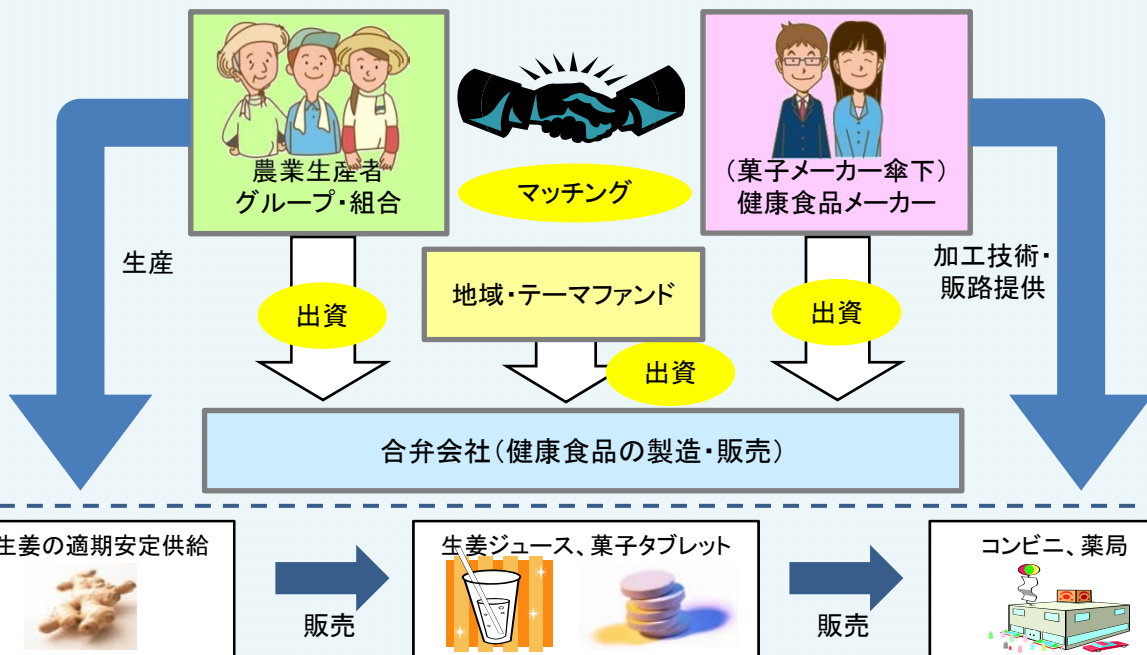 農業生産者
グループ・組合
マッチング
（菓子メーカー傘下）
健康食品メーカー
生産
加工技術・
販路提供
出資
地域・テーマファンド
出資
出資
合弁会社（健康食品の製造・販売）
生姜の適期安定供給
販売
生姜ジュース、菓子タブレット
販売
コンビニ、薬局